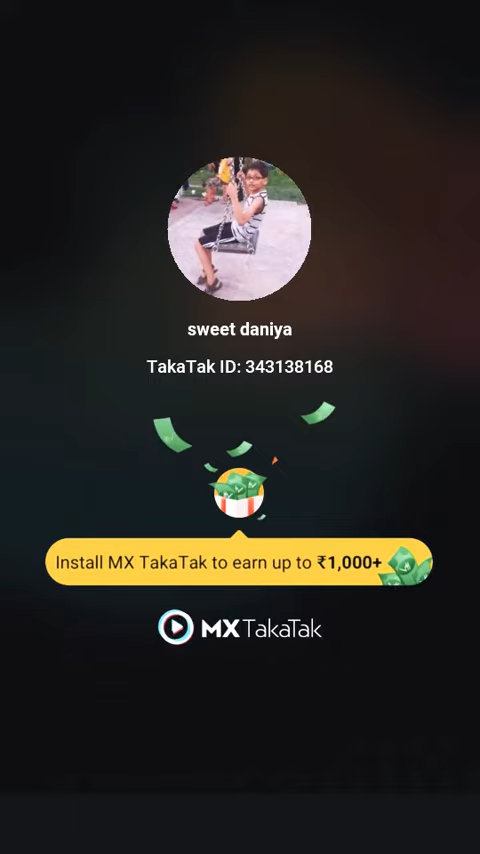 sweet daniya
TakaTak ID: 343138168
Install MX TakaTak to earn up to ₹1,000+
MX TakaTak